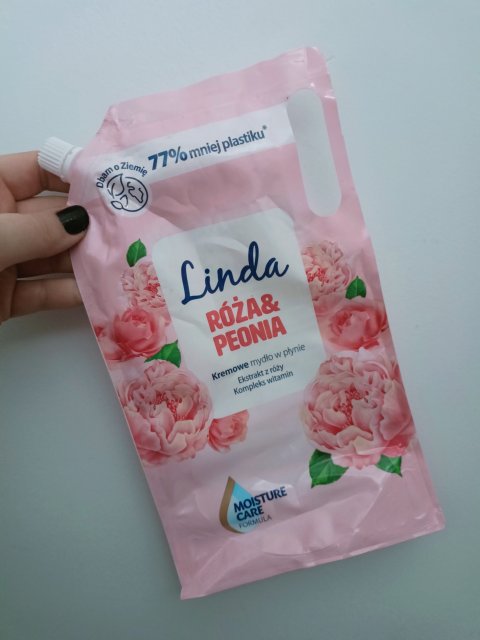 Dbam o Ziemię
77% mniej plastiku*
Linda
RÓŻA&
PEONIA
Kremowe mydło w płynie
Ekstrakt z róży
Kompleks witamin
MOISTURE
CARE
FORMULA